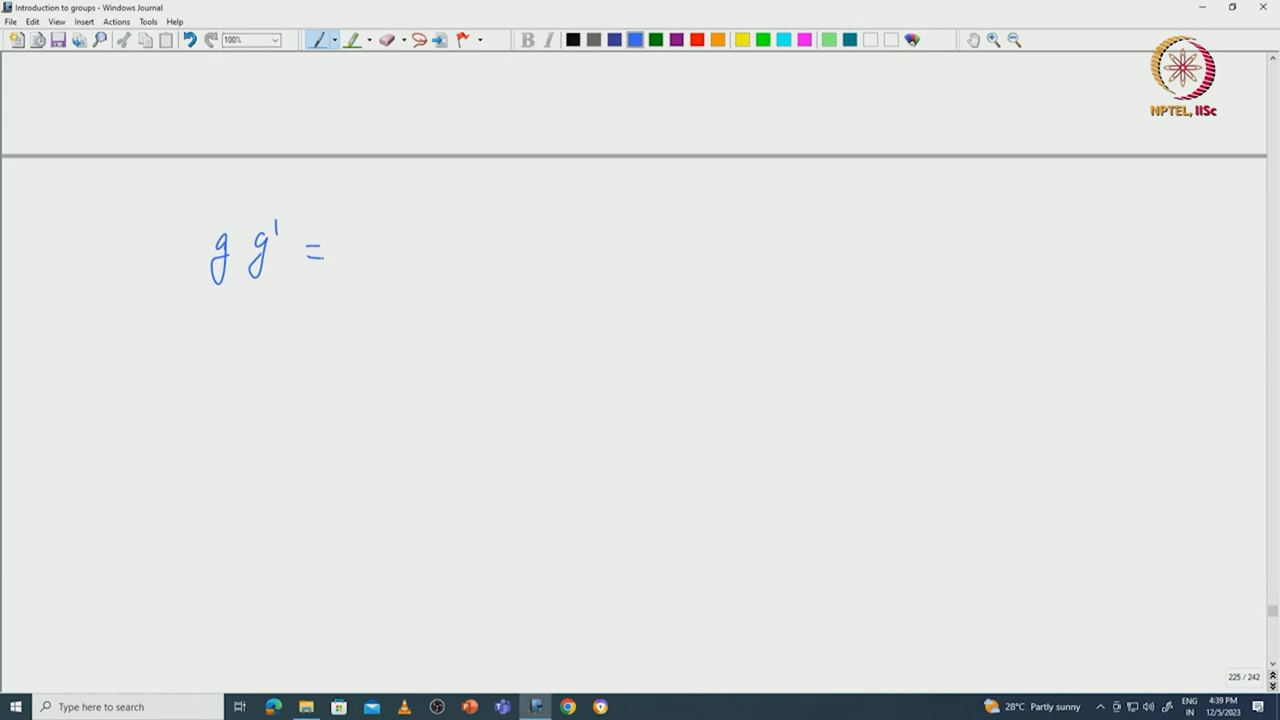 Introduction to groups - Windows Journal
File Edit View Insert Actions Tools Help
100%
NPTEL, IISc
g g' =
225 / 242
Type here to search
28°C Partly sunny
ENG
IN
4:39 PM
12/5/2023